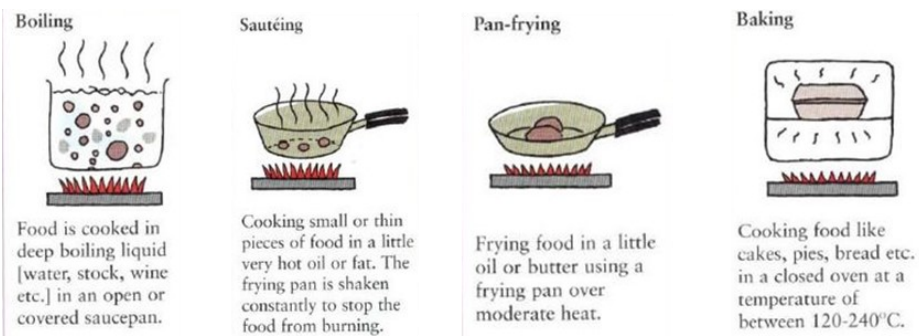 Boiling
Food is cooked in
deep boiling liquid
[water, stock, wine
etc.] in an open or
covered saucepan.
Sautéing
Cooking small or thin
pieces of food in a little
very hot oil or fat. The
frying pan is shaken
constantly to stop the
food from burning.
Pan-frying
Frying food in a little
oil or butter using a
frying pan over
moderate heat.
Baking
Cooking food like
cakes, pies, bread etc.
in a closed oven at a
temperature of
between 120-240°C.